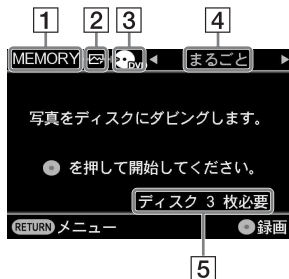 1 2 3 4
MEMORY DVD まるごと
写真をディスクにダビングします。
を押して開始してください。
ディスク 3 枚必要
RETURN メニュー 録画
5